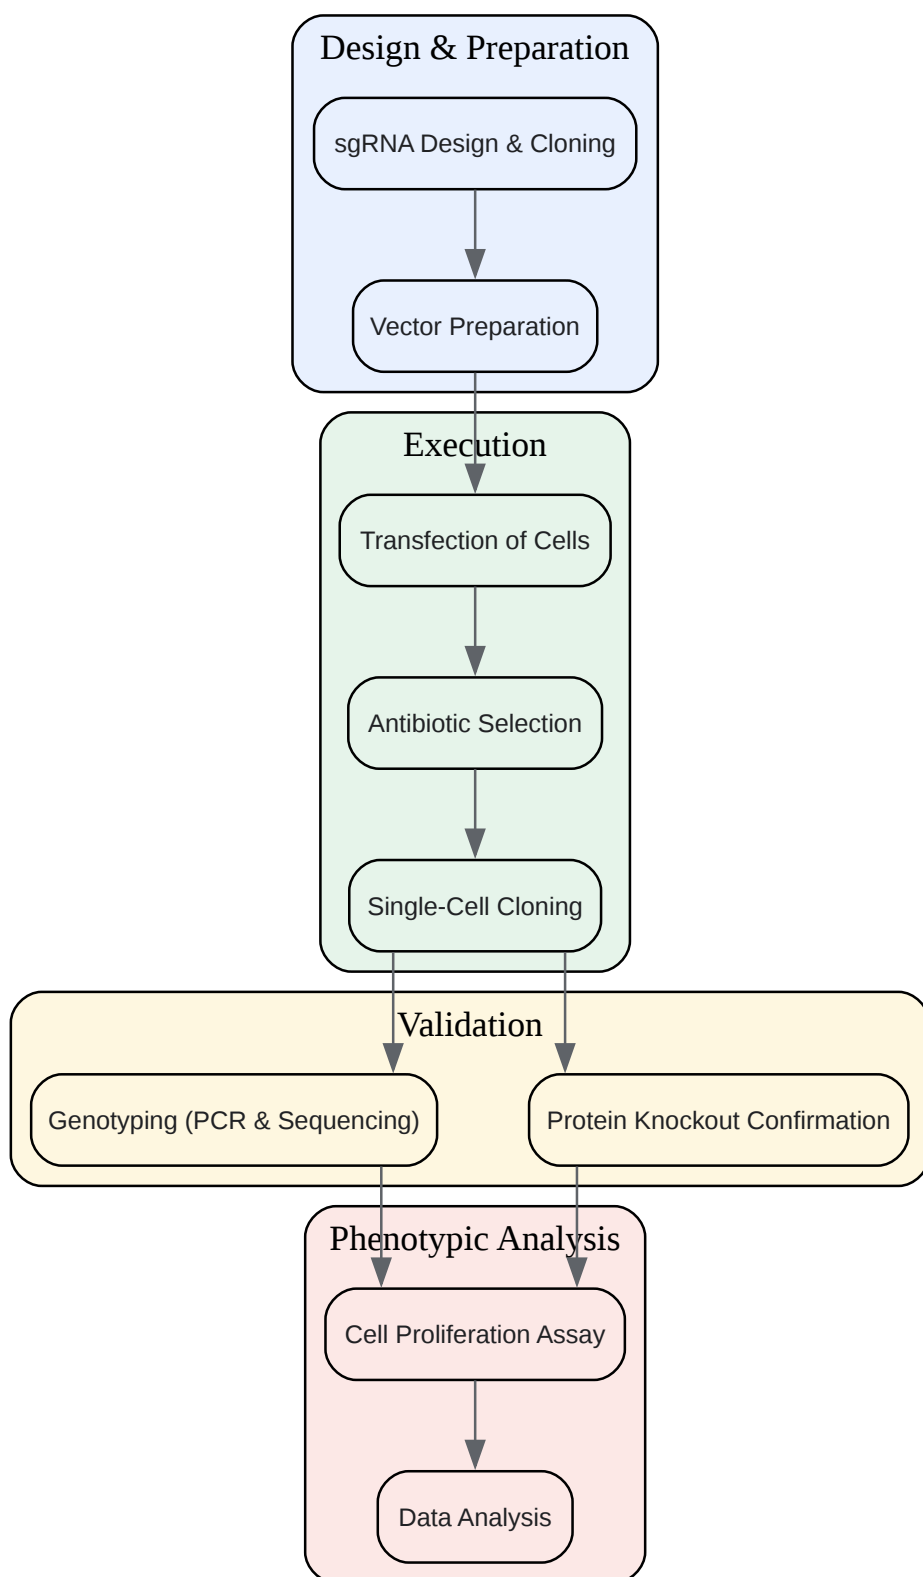 Design & Preparation
sgRNA Design & Cloning
Vector Preparation
Execution
Transfection of Cells
Antibiotic Selection
Single-Cell Cloning
Validation
Genotyping (PCR & Sequencing)
Protein Knockout Confirmation
Phenotypic Analysis
Cell Proliferation Assay
Data Analysis